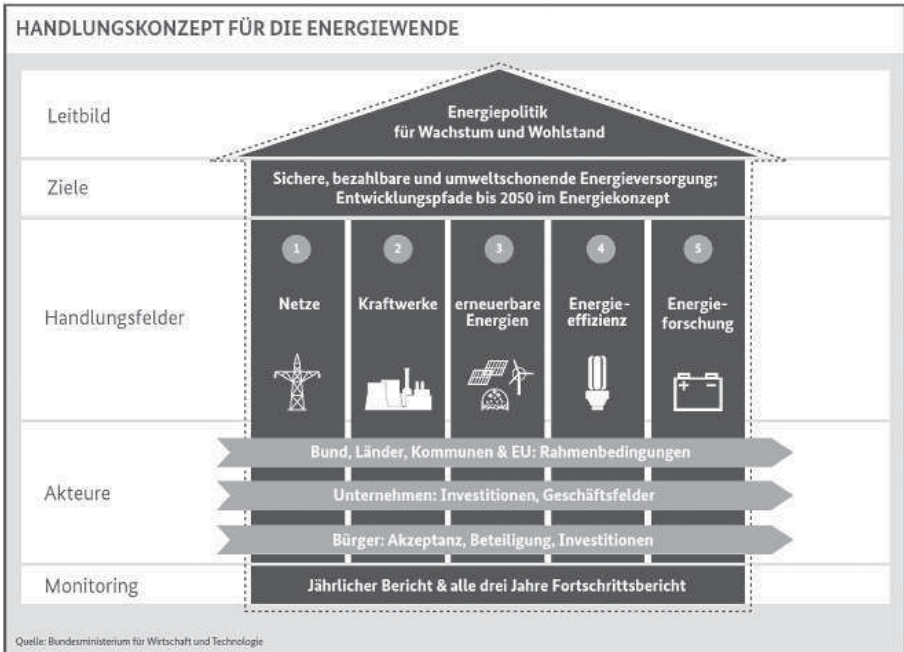 HANDLUNGSKONZEPT FÜR DIE ENERGIEWENDE
Leitbild
Energiepolitik
für Wachstum und Wohlstand
Ziele
Sichere, bezahlbare und umweltschonende Energieversorgung;
Entwicklungspfade bis 2050 im Energiekonzept
Handlungsfelder
1
Netze
2
Kraftwerke
3
erneuerbare
Energien
4
Energie-
effizienz
5
Energie-
forschung
+ −
Akteure
Bund, Länder, Kommunen & EU: Rahmenbedingungen
Unternehmen: Investitionen, Geschäftsfelder
Bürger: Akzeptanz, Beteiligung, Investitionen
Monitoring
Jährlicher Bericht & alle drei Jahre Fortschrittsbericht
Quelle: Bundesministerium für Wirtschaft und Technologie